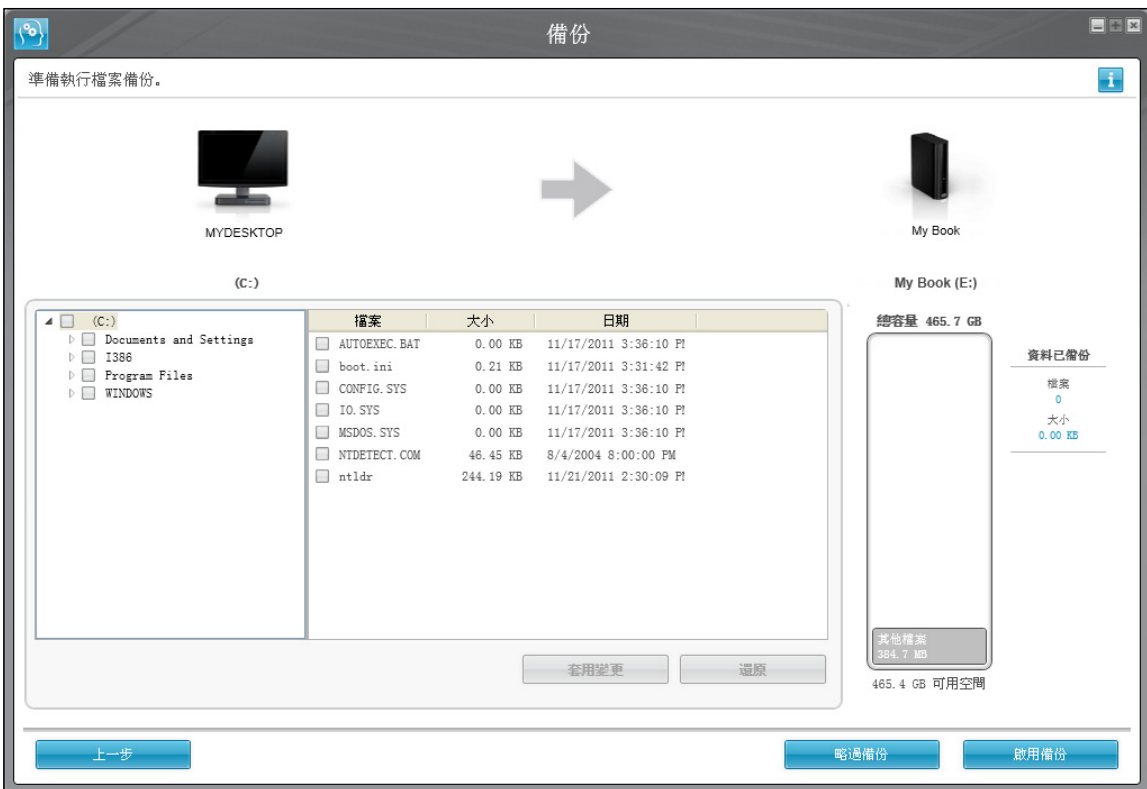 備份
準備執行檔案備份。
MYDESKTOP
My Book
(C:)
My Book (E:)
(C:)
Documents and Settings
I386
Program Files
WINDOWS
檔案 大小 日期
AUTOEXEC.BAT 0.00 KB 11/17/2011 3:36:10 PM
boot.ini 0.21 KB 11/17/2011 3:31:42 PM
CONFIG.SYS 0.00 KB 11/17/2011 3:36:10 PM
IO.SYS 0.00 KB 11/17/2011 3:36:10 PM
MSDOS.SYS 0.00 KB 11/17/2011 3:36:10 PM
NTDETECT.COM 46.45 KB 8/4/2004 8:00:00 PM
ntldr 244.19 KB 11/21/2011 2:30:09 PM
套用變更 還原
總容量 465.7 GB
其他檔案
384.7 MB
465.4 GB 可用空間
資料已備份
檔案
0
大小
0.00 KB
上一步 略過備份 啟用備份